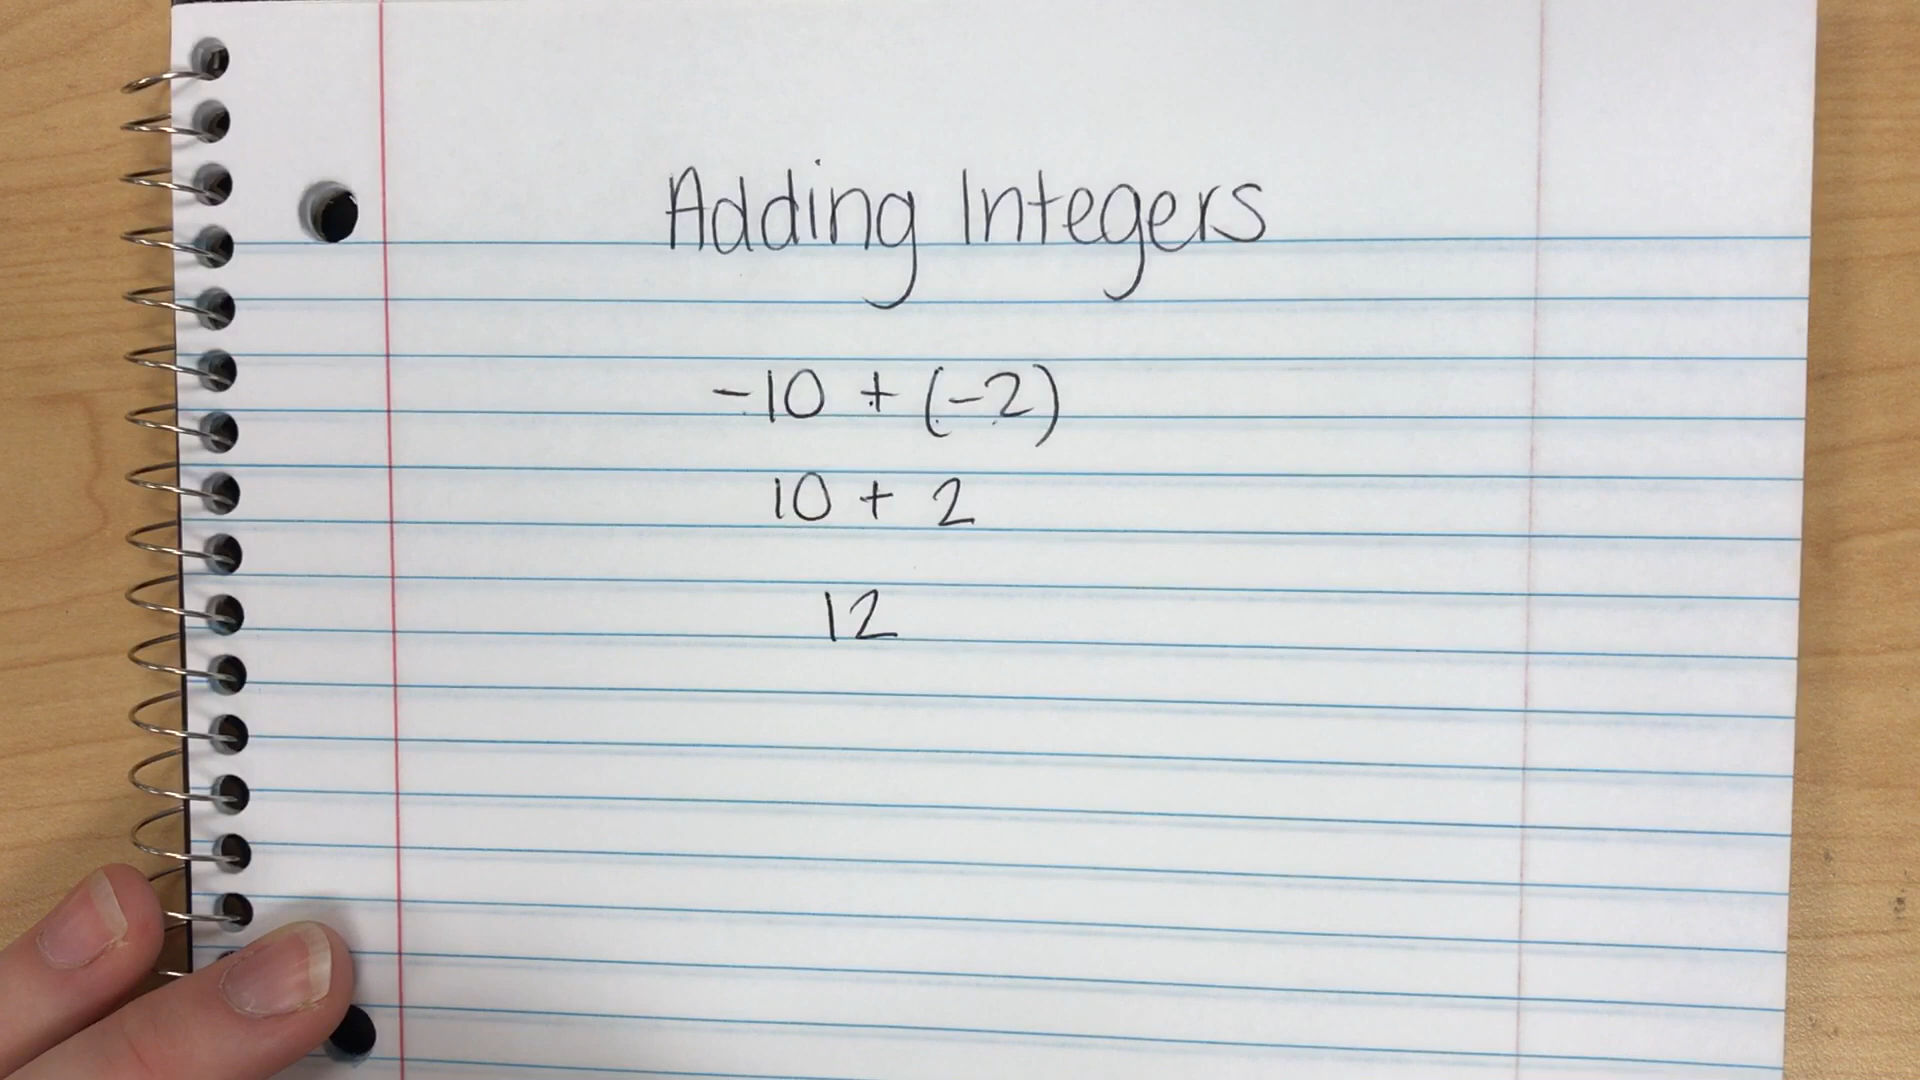 Adding Integers
-10 + (-2)
10 + 2
12